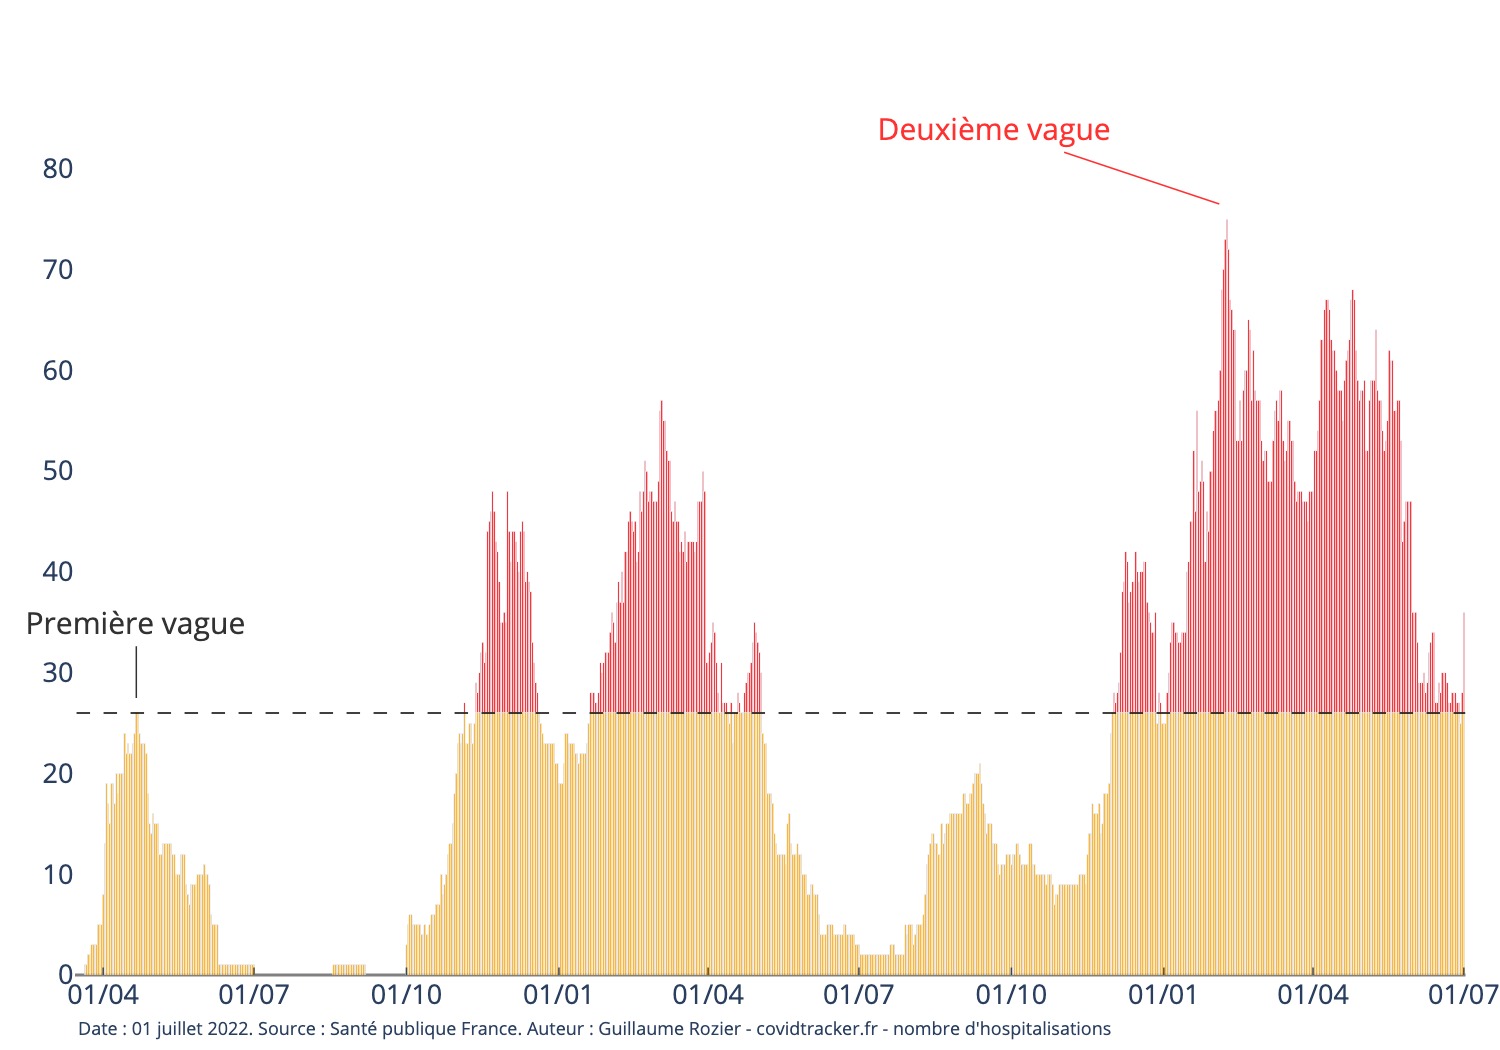 Deuxième vague
80
70
60
50
40
Première vague
30
20
10
0
01/04 01/07 01/10 01/01 01/04 01/07 01/10 01/01 01/04 01/07
Date : 01 juillet 2022. Source : Santé publique France. Auteur : Guillaume Rozier - covidtracker.fr - nombre d'hospitalisations